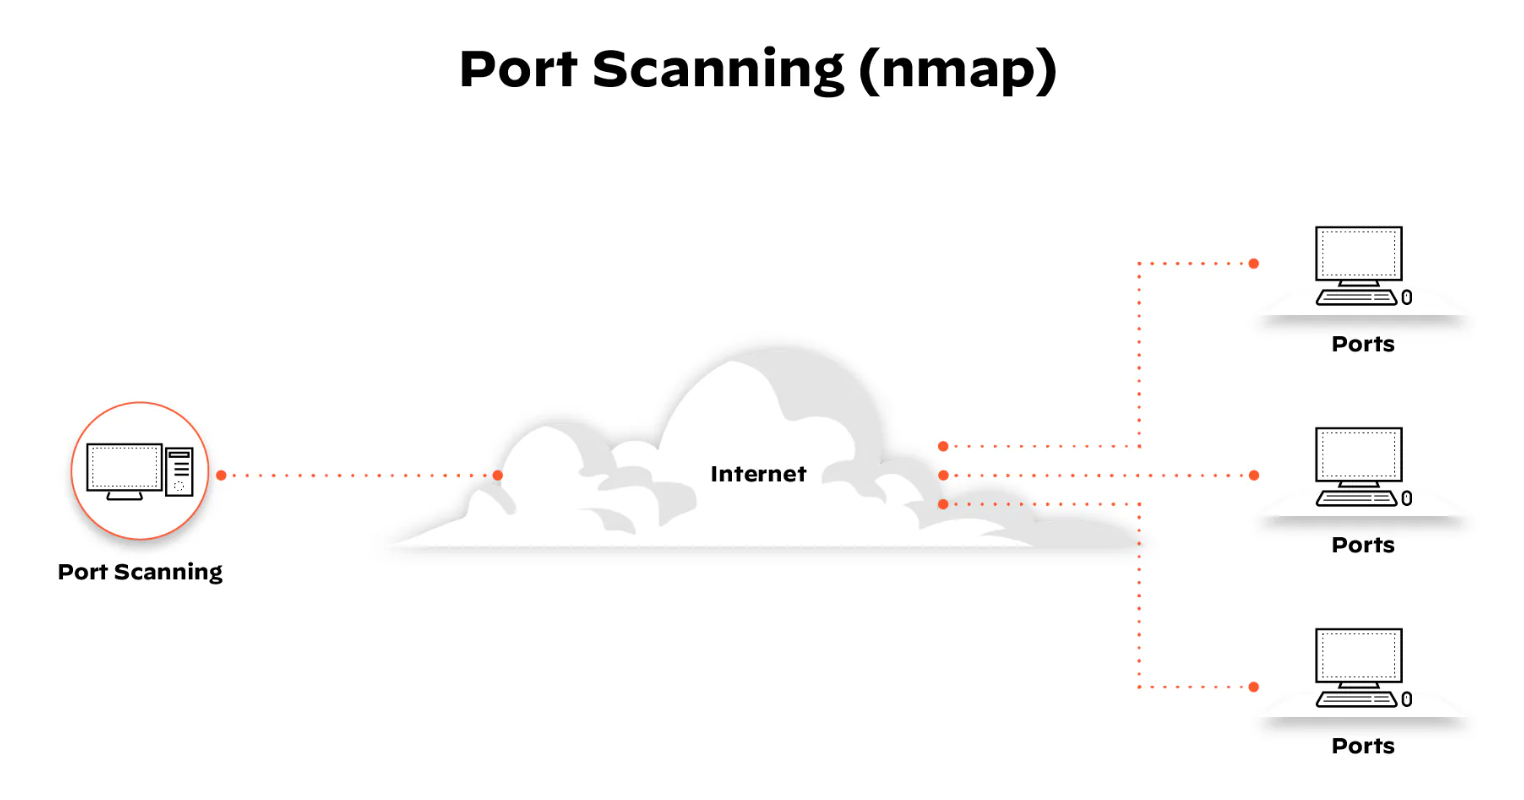 Port Scanning (nmap)
Ports
Internet
Port Scanning
Ports
Ports